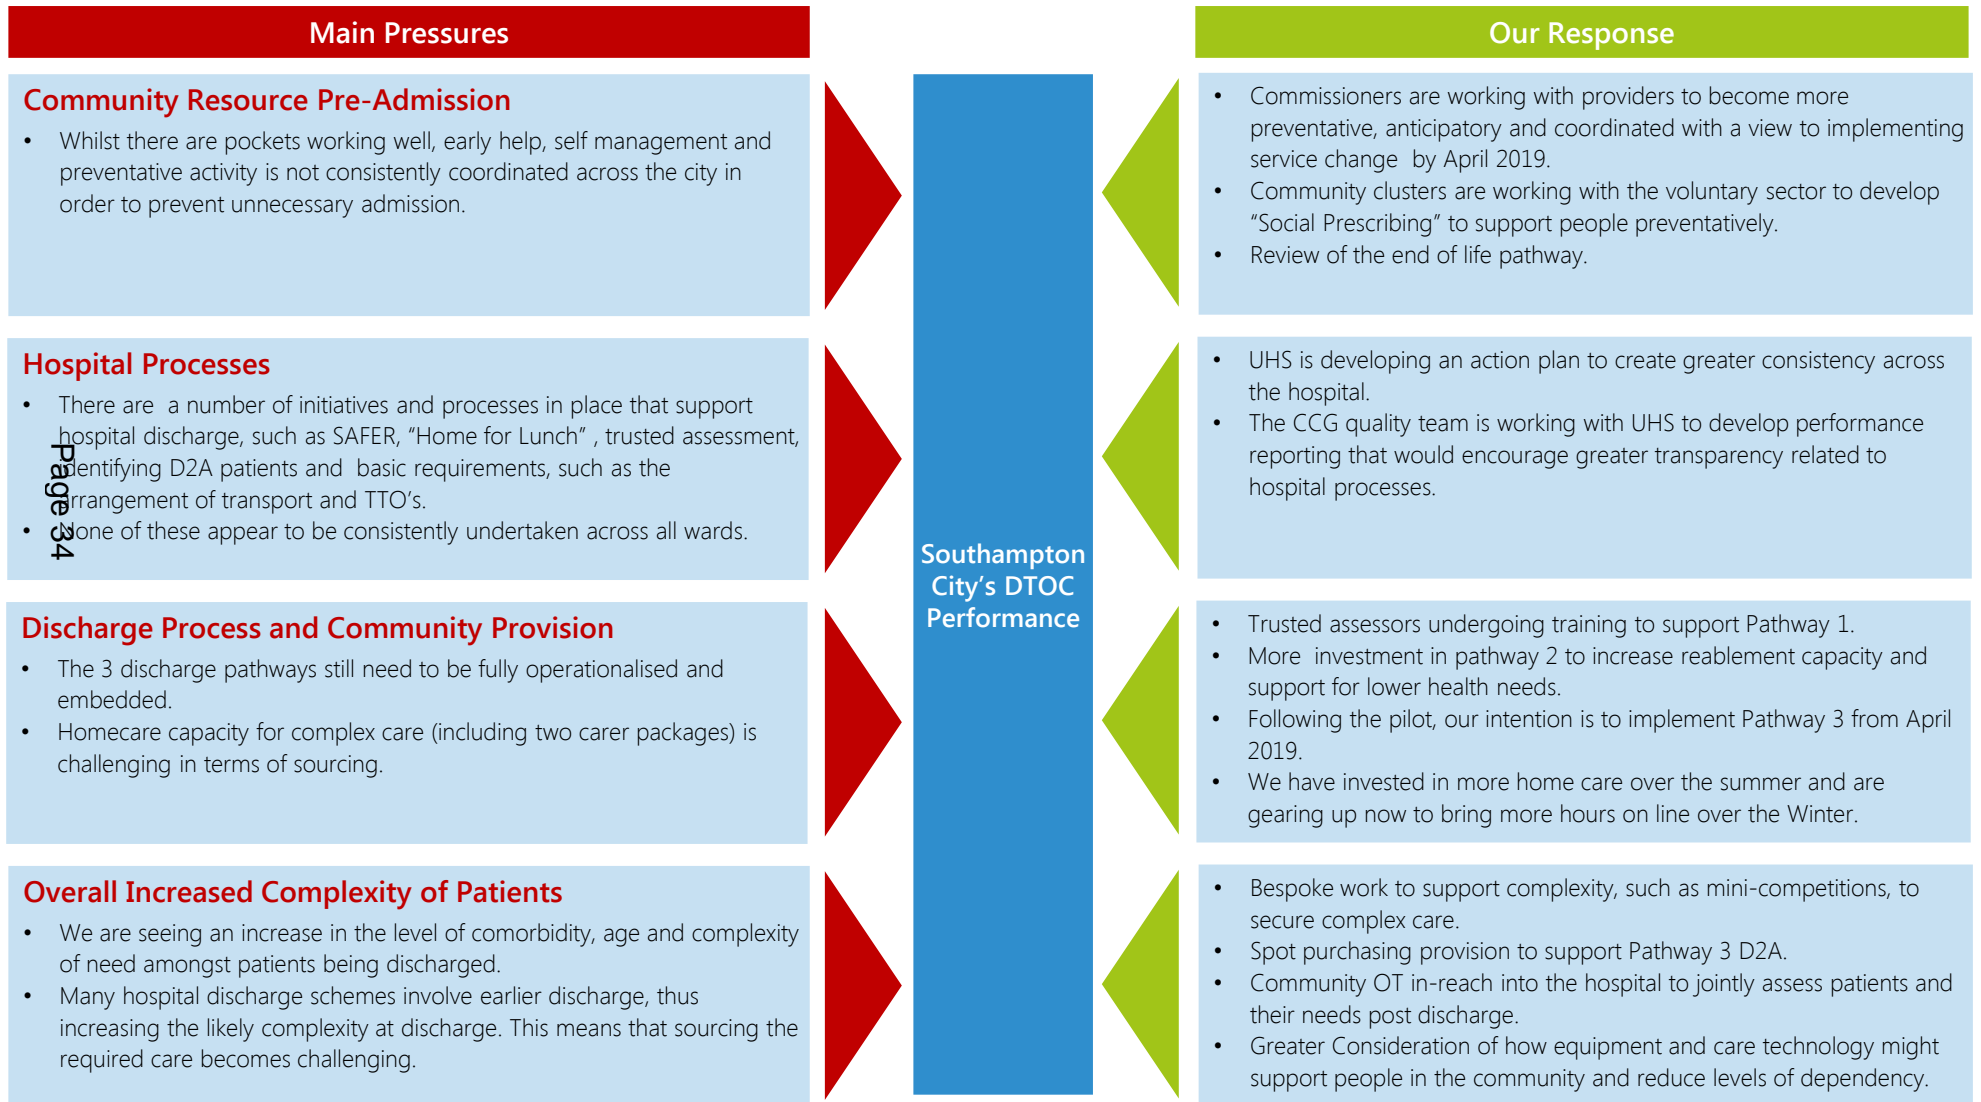 Main Pressures
Our Response
Community Resource Pre-Admission
• Whilst there are pockets working well, early help, self management and
preventative activity is not consistently coordinated across the city in
order to prevent unnecessary admission.
• Commissioners are working with providers to become more
preventative, anticipatory and coordinated with a view to implementing
service change by April 2019.
• Community clusters are working with the voluntary sector to develop
“Social Prescribing” to support people preventatively.
• Review of the end of life pathway.
Hospital Processes
• There are a number of initiatives and processes in place that support
hospital discharge, such as SAFER, “Home for Lunch” , trusted assessment,
identifying D2A patients and basic requirements, such as the
arrangement of transport and TTO’s.
• None of these appear to be consistently undertaken across all wards.
Page 34
• UHS is developing an action plan to create greater consistency across
the hospital.
• The CCG quality team is working with UHS to develop performance
reporting that would encourage greater transparency related to
hospital processes.
Southampton
City’s DTOC
Performance
Discharge Process and Community Provision
• The 3 discharge pathways still need to be fully operationalised and
embedded.
• Homecare capacity for complex care (including two carer packages) is
challenging in terms of sourcing.
• Trusted assessors undergoing training to support Pathway 1.
• More investment in pathway 2 to increase reablement capacity and
support for lower health needs.
• Following the pilot, our intention is to implement Pathway 3 from April
2019.
• We have invested in more home care over the summer and are
gearing up now to bring more hours on line over the Winter.
Overall Increased Complexity of Patients
• We are seeing an increase in the level of comorbidity, age and complexity
of need amongst patients being discharged.
• Many hospital discharge schemes involve earlier discharge, thus
increasing the likely complexity at discharge. This means that sourcing the
required care becomes challenging.
• Bespoke work to support complexity, such as mini-competitions, to
secure complex care.
• Spot purchasing provision to support Pathway 3 D2A.
• Community OT in-reach into the hospital to jointly assess patients and
their needs post discharge.
• Greater Consideration of how equipment and care technology might
support people in the community and reduce levels of dependency.